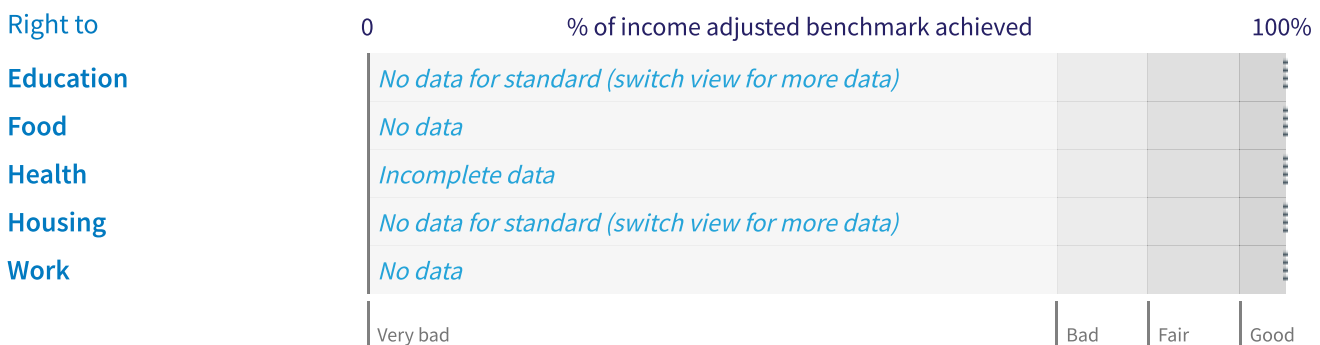 Right to 0 % of income adjusted benchmark achieved 100%
Education No data for standard (switch view for more data)
Food No data
Health Incomplete data
Housing No data for standard (switch view for more data)
Work No data
Very bad Bad Fair Good